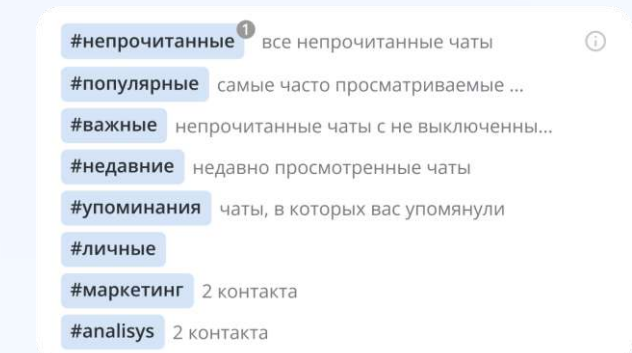 #непрочитанные 1 все непрочитанные чаты
#популярные самые часто просматриваемые ...
#важные непрочитанные чаты с не выключенны...
#недавние недавно просмотренные чаты
#упоминания чаты, в которых вас упомянули
#личные
#маркетинг 2 контакта
#analisys 2 контакта